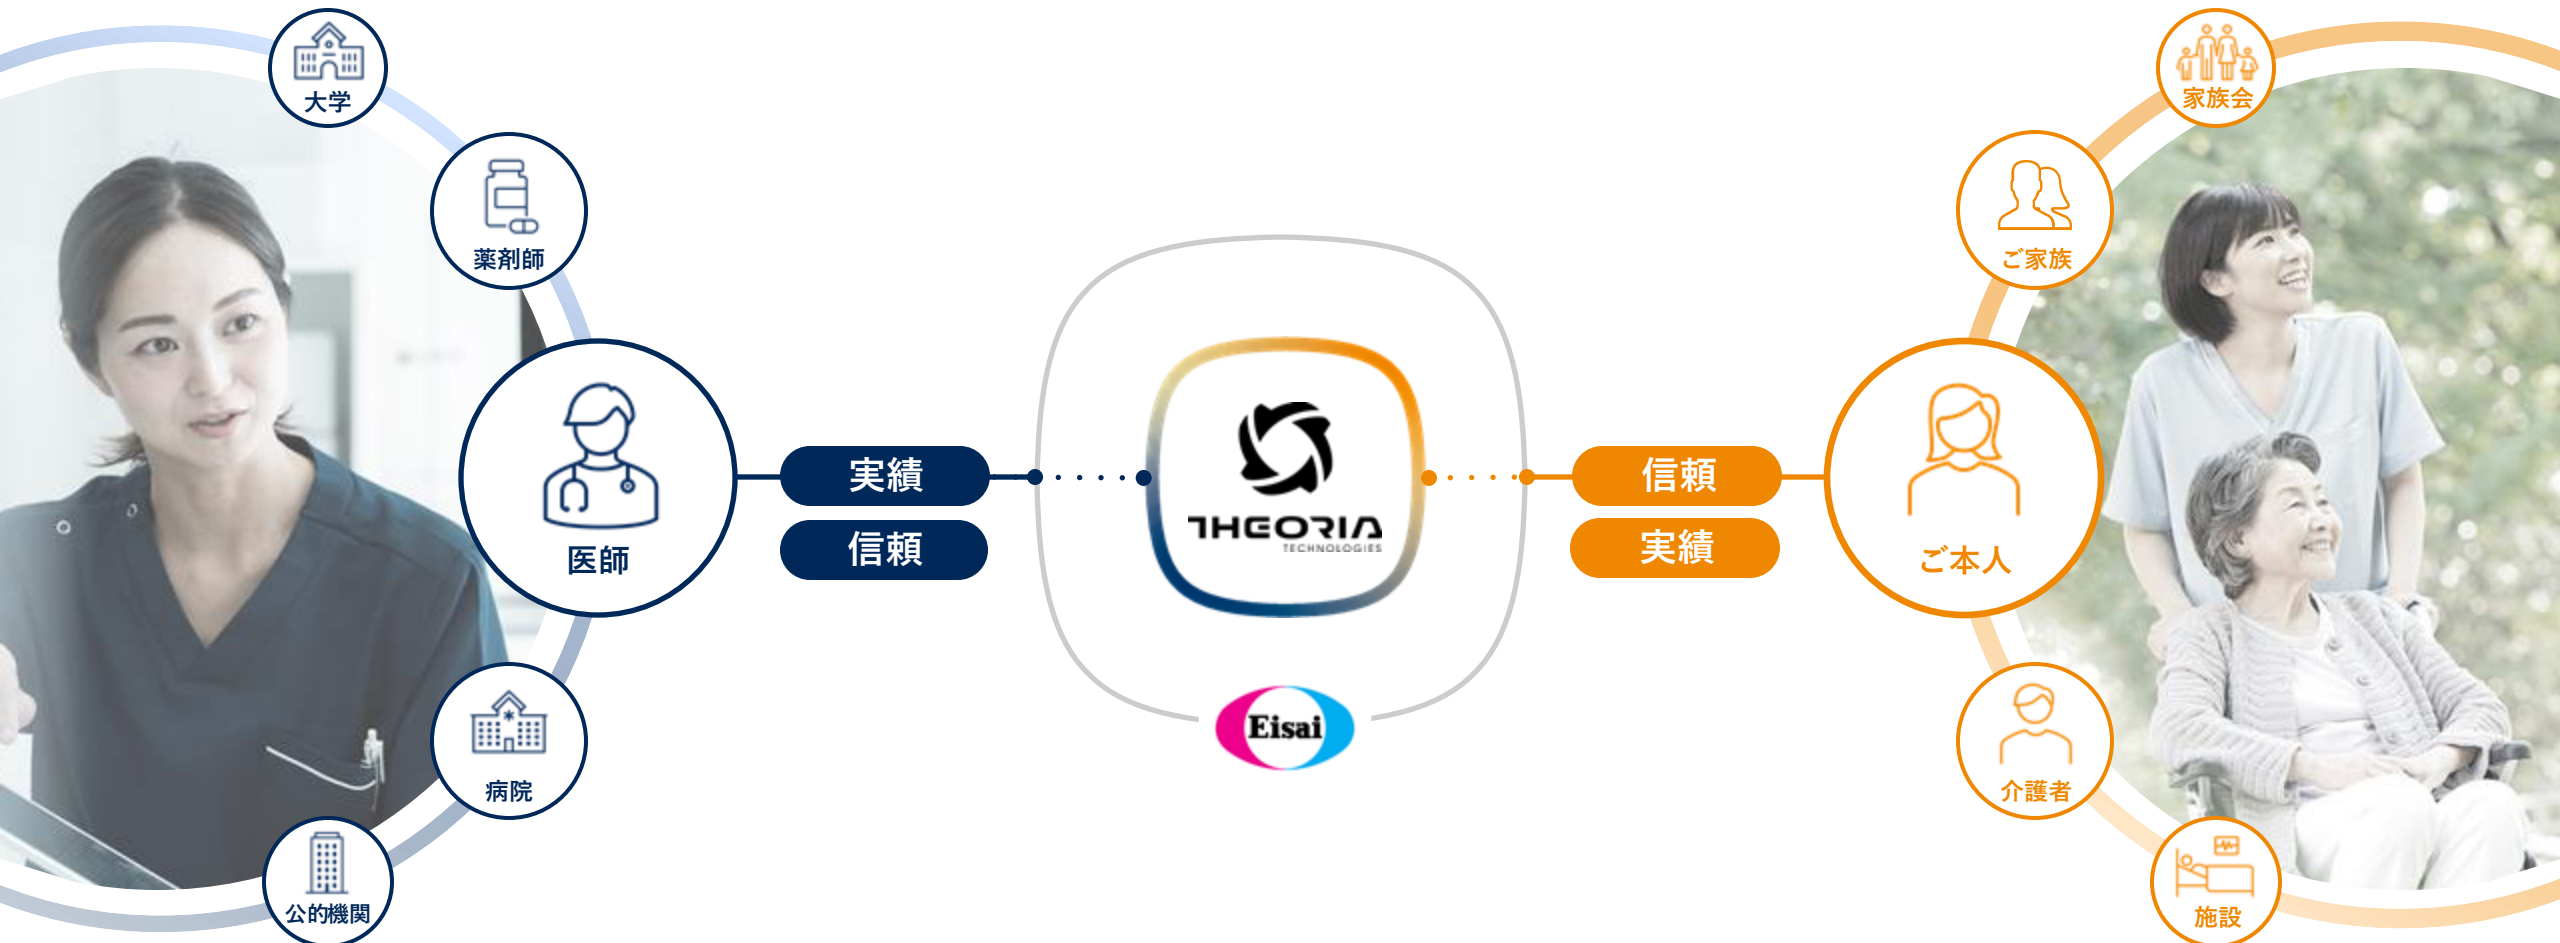 大学
薬剤師
医師
病院
公的機関
実績
信頼
THEORIA
TECHNOLOGIES
Eisai
信頼
実績
家族会
ご家族
ご本人
介護者
施設